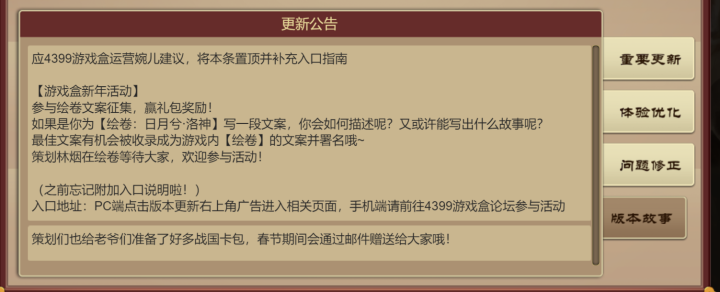 更新公告
应4399游戏盒运营婉儿建议，将本条置顶并补充入口指南
【游戏盒新年活动】
参与绘卷文案征集，赢礼包奖励！
如果是你为【绘卷：日月兮·洛神】写一段文案，你会如何描述呢？又或许能写出什么故事呢？
最佳文案有机会被收录成为游戏内【绘卷】的文案并署名哦~
策划林烟在绘卷等待大家，欢迎参与活动！
（之前忘记附加入口说明啦！）
入口地址：PC端点击版本更新右上角广告进入相关页面，手机端请前往4399游戏盒论坛参与活动
策划们也给老爷们准备了好多战国卡包，春节期间会通过邮件赠送给大家哦！
重要更新
体验优化
问题修正
版本故事